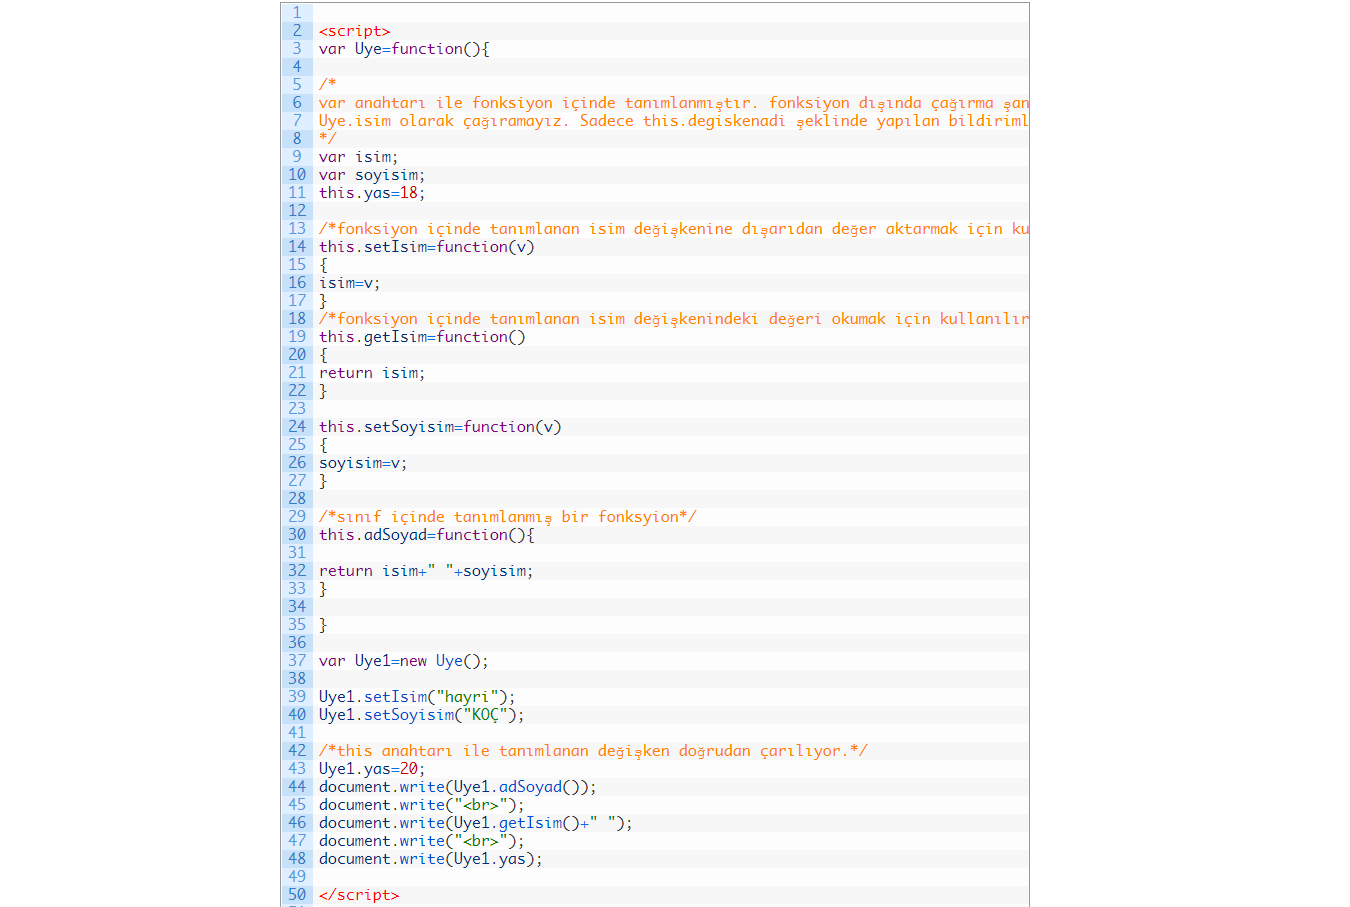 1
2 <script>
3 var Uye=function(){
4
5 /*
6 var anahtarı ile fonksiyon içinde tanımlanmıştır. fonksiyon dışında çağırma şan
7 Uye.isim olarak çağıramayız. Sadece this.degiskenadi şeklinde yapılan bildiriml
8 */
9 var isim;
10 var soyisim;
11 this.yas=18;
12
13 /*fonksiyon içinde tanımlanan isim değişkenine dışarıdan değer aktarmak için ku
14 this.setIsim=function(v)
15 {
16 isim=v;
17 }
18 /*fonksiyon içinde tanımlanan isim değişkenindeki değeri okumak için kullanılır
19 this.getIsim=function()
20 {
21 return isim;
22 }
23
24 this.setSoyisim=function(v)
25 {
26 soyisim=v;
27 }
28
29 /*sınıf içinde tanımlanmış bir fonksyion*/
30 this.adSoyad=function(){
31
32 return isim+" "+soyisim;
33 }
34
35 }
36
37 var Uye1=new Uye();
38
39 Uye1.setIsim("hayri");
40 Uye1.setSoyisim("KOÇ");
41
42 /*this anahtarı ile tanımlanan değişken doğrudan çarılıyor.*/
43 Uye1.yas=20;
44 document.write(Uye1.adSoyad());
45 document.write("<br>");
46 document.write(Uye1.getIsim()+" ");
47 document.write("<br>");
48 document.write(Uye1.yas);
49
50 </script>